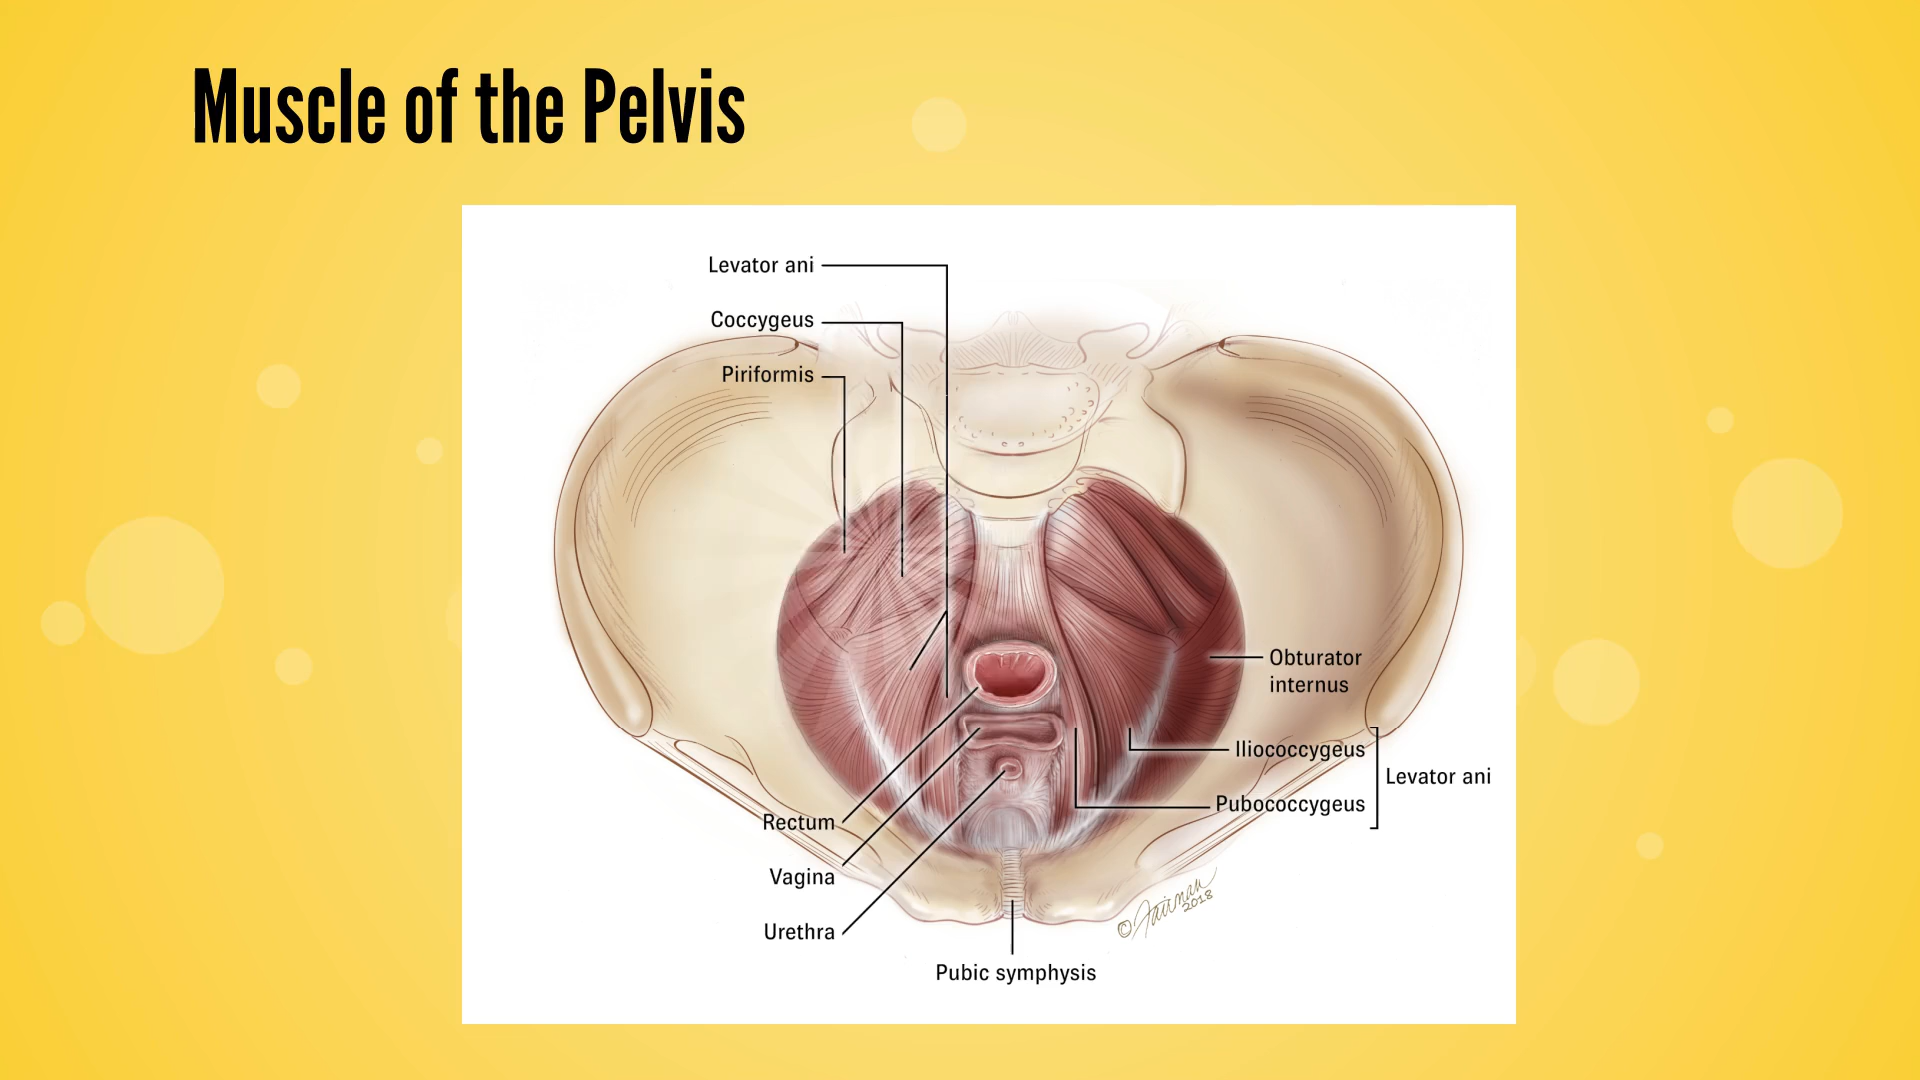 Muscle of the Pelvis
Levator ani
Coccygeus
Piriformis
Obturator
internus
Iliococcygeus
Levator ani
Pubococcygeus
Rectum
Vagina
Urethra
Pubic symphysis
© 2018